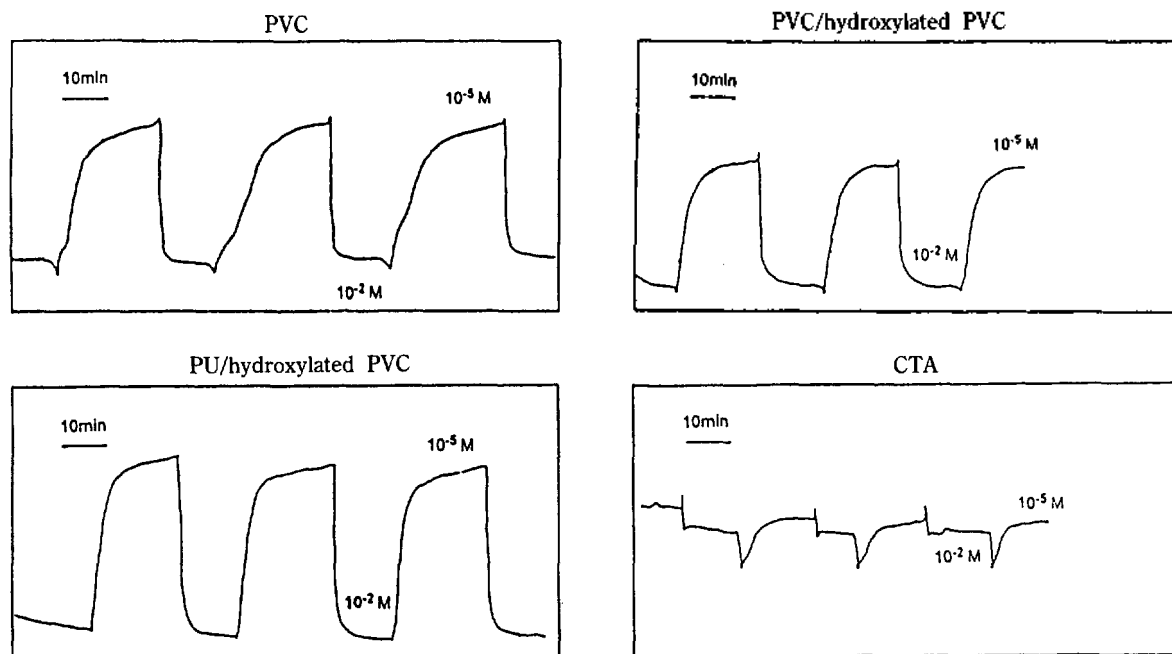 PVC
10min
10⁻⁵ M
10⁻² M
PVC/hydroxylated PVC
10min
10⁻⁵ M
10⁻² M
PU/hydroxylated PVC
10min
10⁻⁵ M
10⁻² M
CTA
10min
10⁻⁵ M
10⁻² M